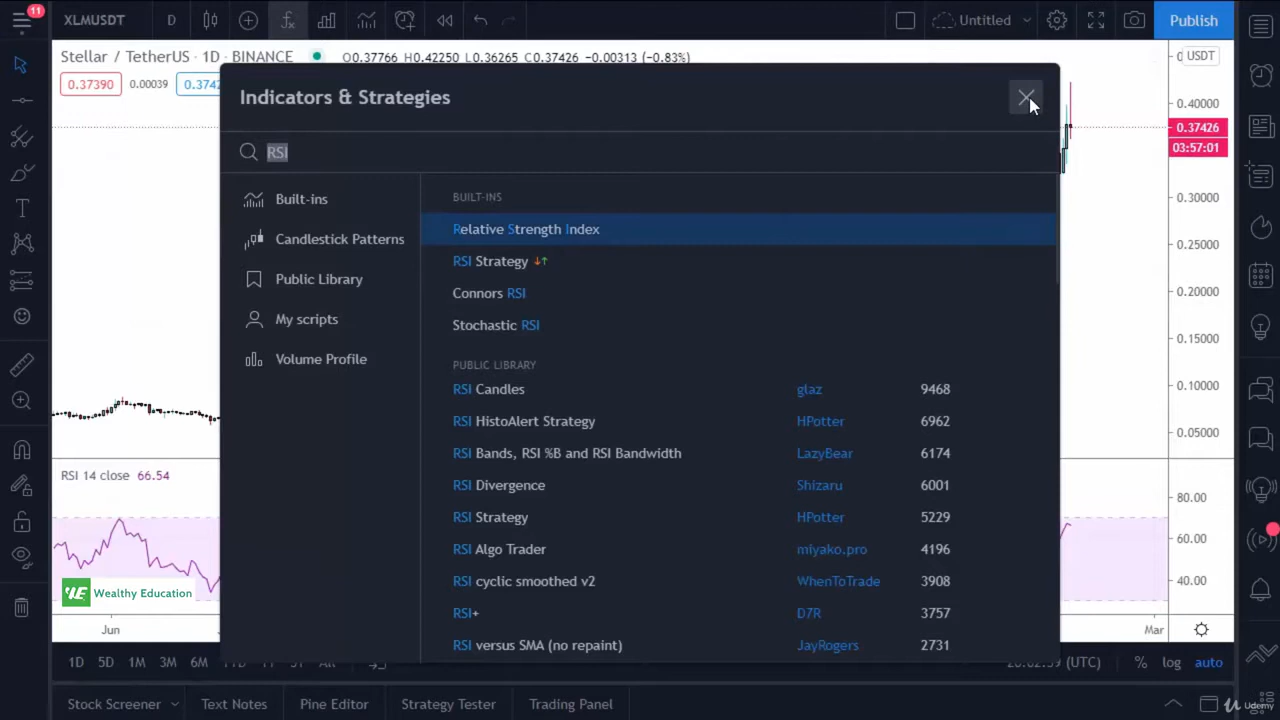 11
XLMUSDT
D
Untitled
Publish
Stellar / TetherUS · 1D · BINANCE
O0.37766 H0.42250 L0.36265 C0.37426 -0.00313 (-0.83%)
USDT
0.37390
0.00039
0.40000
0.37426
03:57:01
0.30000
0.25000
0.20000
0.15000
0.10000
0.05000
Indicators & Strategies
RSI
Built-ins
Candlestick Patterns
Public Library
My scripts
Volume Profile
BUILT-INS
Relative Strength Index
RSI Strategy
Connors RSI
Stochastic RSI
PUBLIC LIBRARY
RSI Candles glaz 9468
RSI HistoAlert Strategy HPotter 6962
RSI Bands, RSI %B and RSI Bandwidth LazyBear 6174
RSI Divergence Shizaru 6001
RSI Strategy HPotter 5229
RSI Algo Trader miyako.pro 4196
RSI cyclic smoothed v2 WhenToTrade 3908
RSI+ D7R 3757
RSI versus SMA (no repaint) JayRogers 2731
RSI 14 close 66.54
80.00
60.00
40.00
Wealthy Education
Jun
Mar
1D 5D 1M 3M 6M
(UTC)
% log auto
Stock Screener
Text Notes
Pine Editor
Strategy Tester
Trading Panel
Udemy